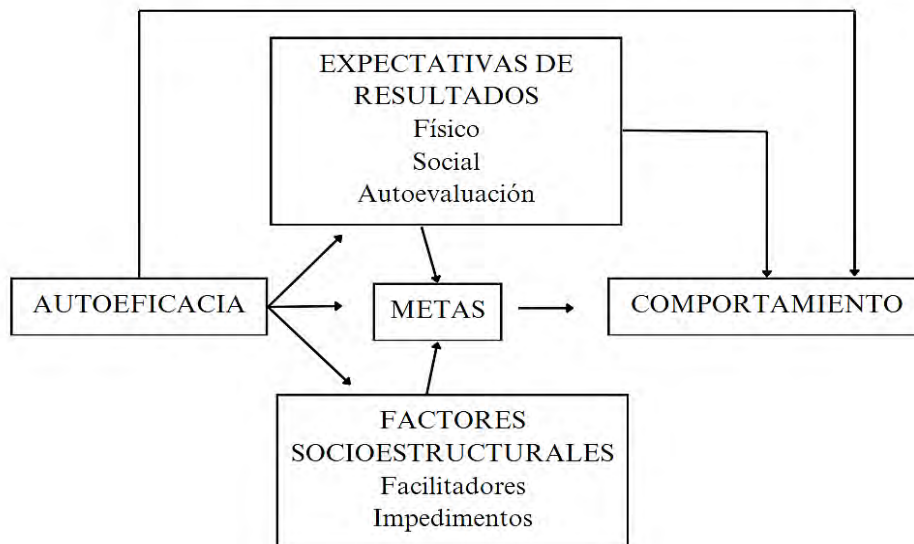 EXPECTATIVAS DE
RESULTADOS
Físico
Social
Autoevaluación
AUTOEFICACIA
METAS
COMPORTAMIENTO
FACTORES
SOCIOESTRUCTURALES
Facilitadores
Impedimentos